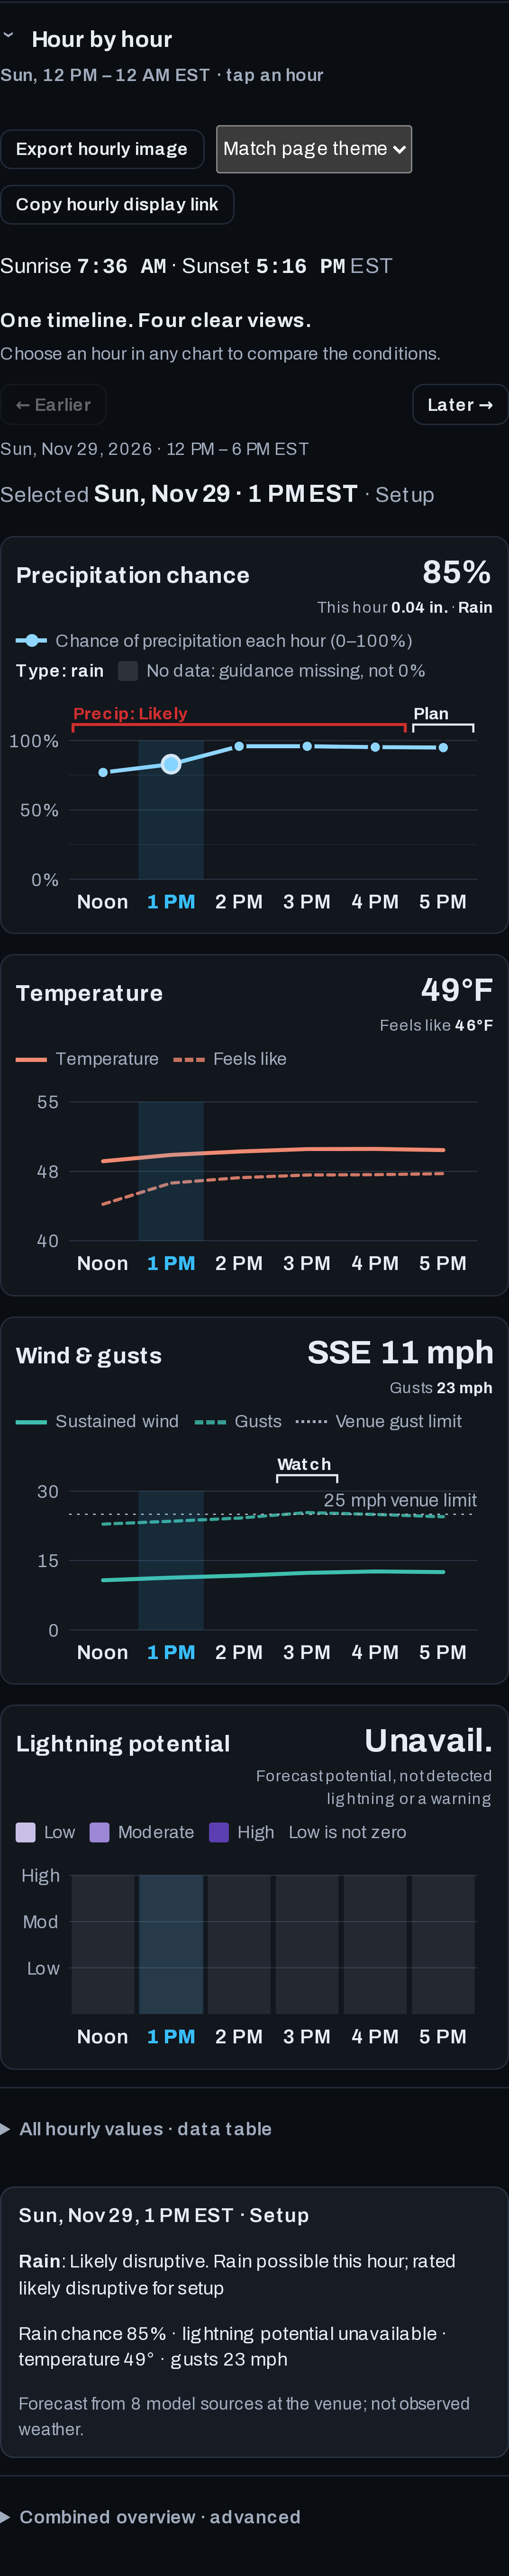 Hour by hour
Sun, 12 PM – 12 AM EST · tap an hour
Export hourly image
Match page theme
Copy hourly display link
Sunrise 7:36 AM · Sunset 5:16 PM EST
One timeline. Four clear views.
Choose an hour in any chart to compare the conditions.
← Earlier
Later →
Sun, Nov 29, 2026 · 12 PM – 6 PM EST
Selected Sun, Nov 29 · 1 PM EST · Setup
Precipitation chance
85%
This hour 0.04 in. · Rain
Chance of precipitation each hour (0–100%)
Type: rain
No data: guidance missing, not 0%
Precip: Likely
Plan
100%
50%
0%
Noon 1 PM 2 PM 3 PM 4 PM 5 PM
Temperature
49°F
Feels like 46°F
Temperature
Feels like
55
48
40
Noon 1 PM 2 PM 3 PM 4 PM 5 PM
Wind & gusts
SSE 11 mph
Gusts 23 mph
Sustained wind
Gusts
Venue gust limit
Watch
30
25 mph venue limit
15
0
Noon 1 PM 2 PM 3 PM 4 PM 5 PM
Lightning potential
Unavail.
Forecast potential, not detected
lightning or a warning
Low
Moderate
High
Low is not zero
High
Mod
Low
Noon 1 PM 2 PM 3 PM 4 PM 5 PM
All hourly values · data table
Sun, Nov 29, 1 PM EST · Setup
Rain: Likely disruptive. Rain possible this hour; rated
likely disruptive for setup
Rain chance 85% · lightning potential unavailable ·
temperature 49° · gusts 23 mph
Forecast from 8 model sources at the venue; not observed
weather.
Combined overview · advanced